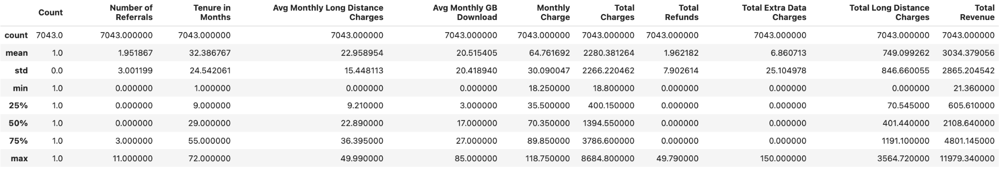 Count Number of Referrals Tenure in Months Avg Monthly Long Distance Charges Avg Monthly GB Download Monthly Charge Total Charges Total Refunds Total Extra Data Charges Total Long Distance Charges Total Revenue
count 7043.0 7043.000000 7043.000000 7043.000000 7043.000000 7043.000000 7043.000000 7043.000000 7043.000000 7043.000000 7043.000000
mean 1.0 1.951867 32.386767 22.958954 20.515405 64.761692 2280.381264 1.962182 6.860713 749.099262 3034.379056
std 0.0 3.001199 24.542061 15.448113 20.418940 30.090047 2266.220462 7.902614 25.104978 846.660055 2865.204542
min 1.0 0.000000 1.000000 0.000000 0.000000 18.250000 18.800000 0.000000 0.000000 0.000000 21.360000
25% 1.0 0.000000 9.000000 9.210000 3.000000 35.500000 400.150000 0.000000 0.000000 70.545000 605.610000
50% 1.0 0.000000 29.000000 22.890000 17.000000 70.350000 1394.550000 0.000000 0.000000 401.440000 2108.640000
75% 1.0 3.000000 55.000000 36.395000 27.000000 89.850000 3786.600000 0.000000 0.000000 1191.100000 4801.145000
max 1.0 11.000000 72.000000 49.990000 85.000000 118.750000 8684.800000 49.790000 150.000000 3564.720000 11979.340000